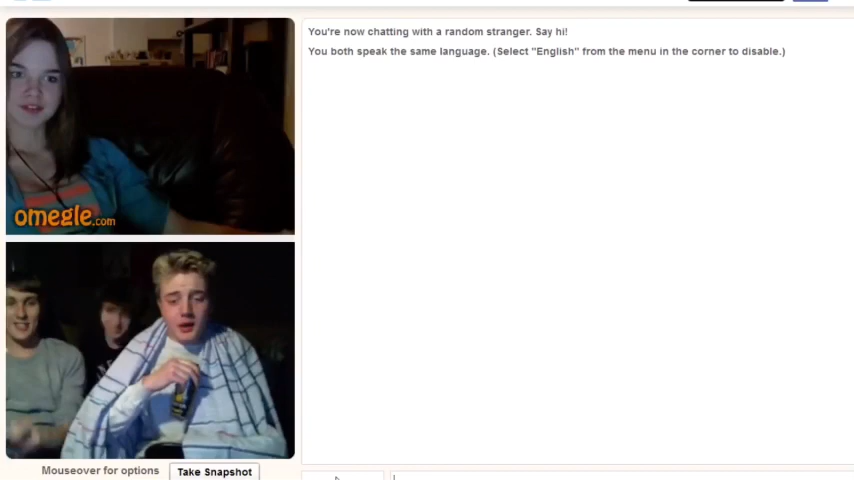 You're now chatting with a random stranger. Say hi!
You both speak the same language. (Select "English" from the menu in the corner to disable.)
omegle.com
Mouseover for options
Take Snapshot